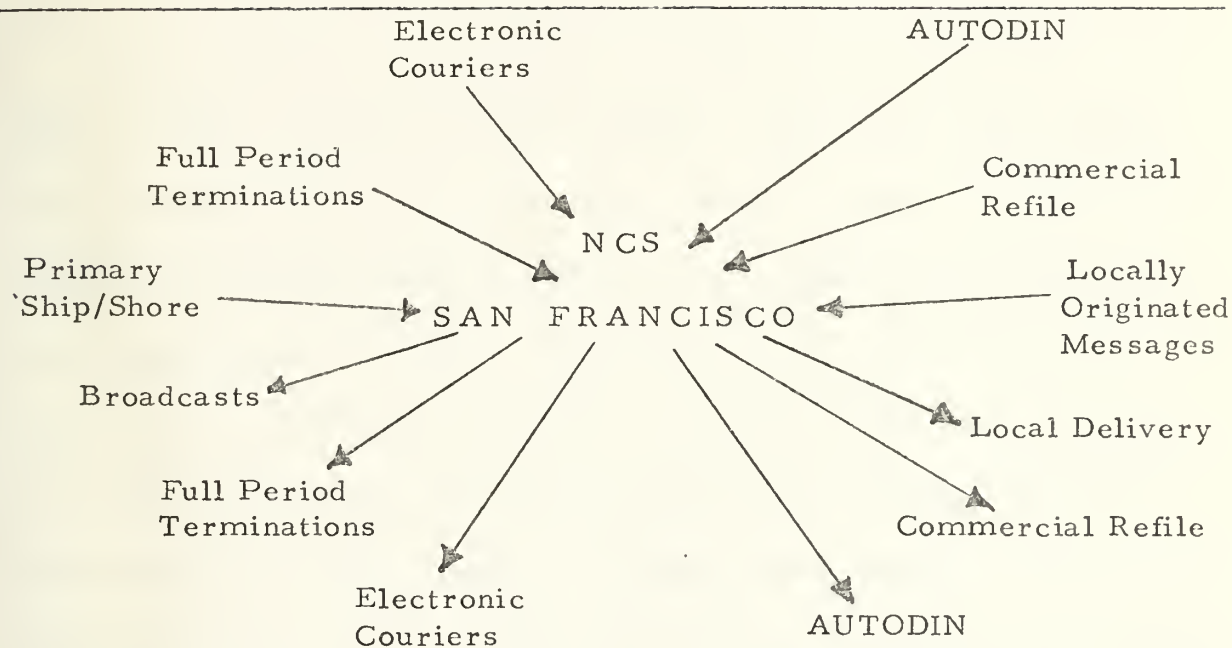 Electronic
Couriers
AUTODIN
Full Period
Terminations
Commercial
Refile
NCS
Primary
Ship/Shore
SAN FRANCISCO
Locally
Originated
Messages
Broadcasts
Local Delivery
Full Period
Terminations
Commercial Refile
Electronic
Couriers
AUTODIN